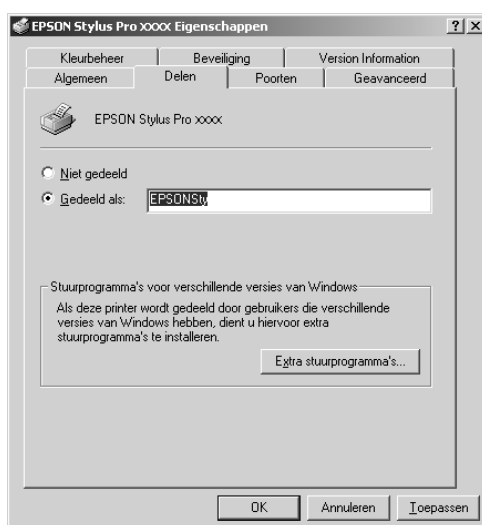 EPSON Stylus Pro XXXX Eigenschappen
Kleurbeheer Beveiliging Version Information
Algemeen Delen Poorten Geavanceerd
EPSON Stylus Pro xxxx
Niet gedeeld
Gedeeld als: EPSONSty
Stuurprogramma's voor verschillende versies van Windows
Als deze printer wordt gedeeld door gebruikers die verschillende
versies van Windows hebben, dient u hiervoor extra
stuurprogramma's te installeren.
Extra stuurprogramma's...
OK Annuleren Toepassen